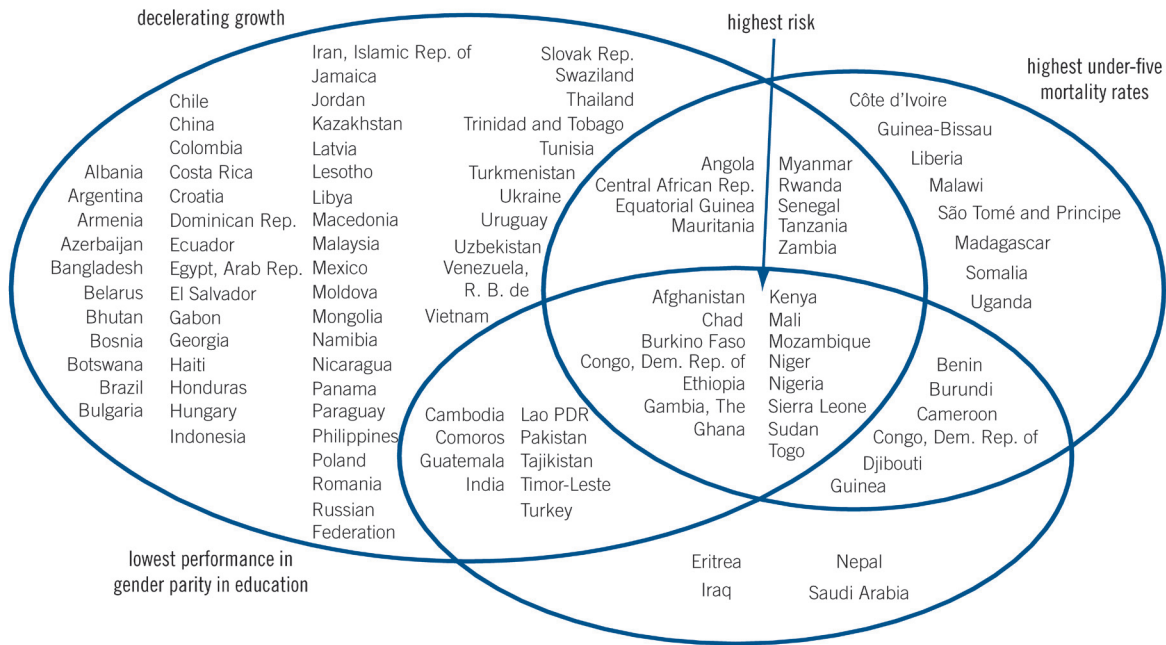 decelerating growth
highest risk
highest under-five
mortality rates
Albania
Argentina
Armenia
Azerbaijan
Bangladesh
Belarus
Bhutan
Bosnia
Botswana
Brazil
Bulgaria
Chile
China
Colombia
Costa Rica
Croatia
Dominican Rep.
Ecuador
Egypt, Arab Rep.
El Salvador
Gabon
Georgia
Haiti
Honduras
Hungary
Indonesia
Iran, Islamic Rep. of
Jamaica
Jordan
Kazakhstan
Latvia
Lesotho
Libya
Macedonia
Malaysia
Mexico
Moldova
Mongolia
Namibia
Nicaragua
Panama
Paraguay
Philippines
Poland
Romania
Russian
Federation
Slovak Rep.
Swaziland
Thailand
Trinidad and Tobago
Tunisia
Turkmenistan
Ukraine
Uruguay
Uzbekistan
Venezuela,
R. B. de
Vietnam
Angola
Central African Rep.
Equatorial Guinea
Mauritania
Myanmar
Rwanda
Senegal
Tanzania
Zambia
Côte d'Ivoire
Guinea-Bissau
Liberia
Malawi
São Tomé and Principe
Madagascar
Somalia
Uganda
Afghanistan
Chad
Burkino Faso
Congo, Dem. Rep. of
Ethiopia
Gambia, The
Ghana
Kenya
Mali
Mozambique
Niger
Nigeria
Sierra Leone
Sudan
Togo
Benin
Burundi
Cameroon
Congo, Dem. Rep. of
Djibouti
Guinea
Cambodia
Comoros
Guatemala
India
Lao PDR
Pakistan
Tajikistan
Timor-Leste
Turkey
lowest performance in
gender parity in education
Eritrea
Iraq
Nepal
Saudi Arabia